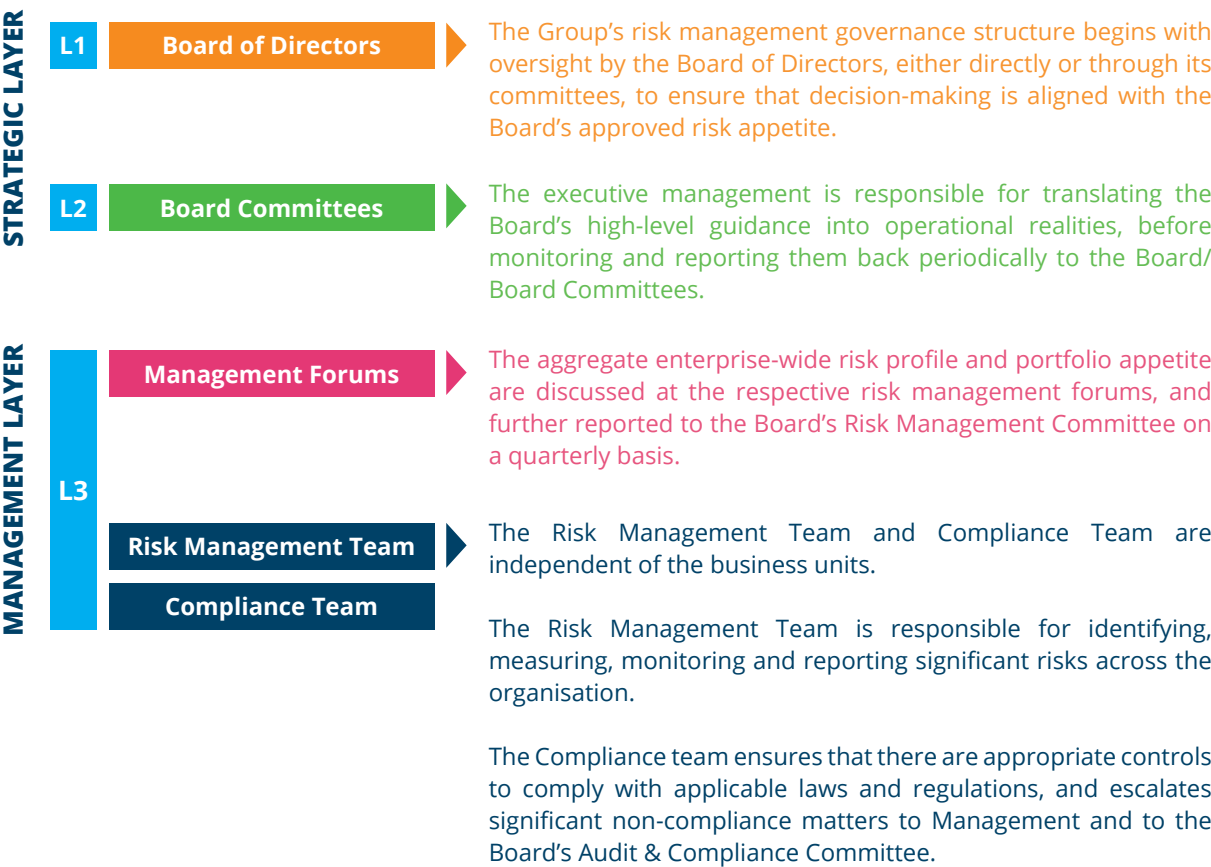 STRATEGIC LAYER
L1
Board of Directors
The Group’s risk management governance structure begins with
oversight by the Board of Directors, either directly or through its
committees, to ensure that decision-making is aligned with the
Board’s approved risk appetite.
L2
Board Committees
The executive management is responsible for translating the
Board’s high-level guidance into operational realities, before
monitoring and reporting them back periodically to the Board/
Board Committees.
MANAGEMENT LAYER
L3
Management Forums
The aggregate enterprise-wide risk profile and portfolio appetite
are discussed at the respective risk management forums, and
further reported to the Board’s Risk Management Committee on
a quarterly basis.
Risk Management Team
Compliance Team
The Risk Management Team and Compliance Team are
independent of the business units.
The Risk Management Team is responsible for identifying,
measuring, monitoring and reporting significant risks across the
organisation.
The Compliance team ensures that there are appropriate controls
to comply with applicable laws and regulations, and escalates
significant non-compliance matters to Management and to the
Board’s Audit & Compliance Committee.